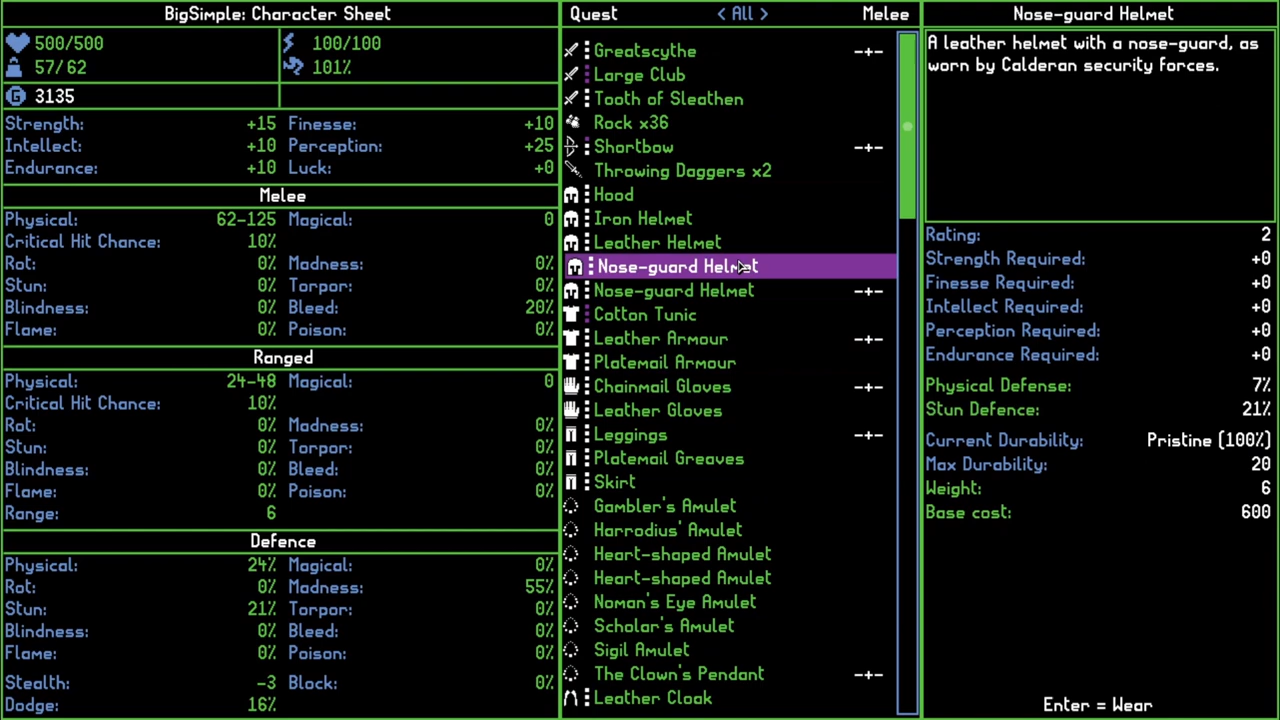 BigSimple: Character Sheet
500/500 100/100
57/62 101%
3135
Strength: +15 Finesse: +10
Intellect: +10 Perception: +25
Endurance: +10 Luck: +0
Melee
Physical: 62-125 Magical: 0
Critical Hit Chance: 10%
Rot: 0% Madness: 0%
Stun: 0% Torpor: 0%
Blindness: 0% Bleed: 20%
Flame: 0% Poison: 0%
Ranged
Physical: 24-48 Magical: 0
Critical Hit Chance: 10%
Rot: 0% Madness: 0%
Stun: 0% Torpor: 0%
Blindness: 0% Bleed: 0%
Flame: 0% Poison: 0%
Range: 6
Defence
Physical: 24% Magical: 0%
Rot: 0% Madness: 55%
Stun: 21% Torpor: 0%
Blindness: 0% Bleed: 0%
Flame: 0% Poison: 0%
Stealth: -3 Block: 0%
Dodge: 16%
Quest < All > Melee
Greatscythe -+-
Large Club
Tooth of Sleathen
Rock x36
Shortbow -+-
Throwing Daggers x2
Hood
Iron Helmet
Leather Helmet
Nose-guard Helmet
Nose-guard Helmet -+-
Cotton Tunic
Leather Armour -+-
Platemail Armour
Chainmail Gloves -+-
Leather Gloves
Leggings -+-
Platemail Greaves
Skirt
Gambler's Amulet
Harrodius' Amulet
Heart-shaped Amulet
Heart-shaped Amulet
Noman's Eye Amulet
Scholar's Amulet
Sigil Amulet
The Clown's Pendant -+-
Leather Cloak
Nose-guard Helmet
A leather helmet with a nose-guard, as
worn by Calderan security forces.
Rating: 2
Strength Required: +0
Finesse Required: +0
Intellect Required: +0
Perception Required: +0
Endurance Required: +0
Physical Defense: 7%
Stun Defence: 21%
Current Durability: Pristine (100%)
Max Durability: 20
Weight: 6
Base cost: 600
Enter = Wear